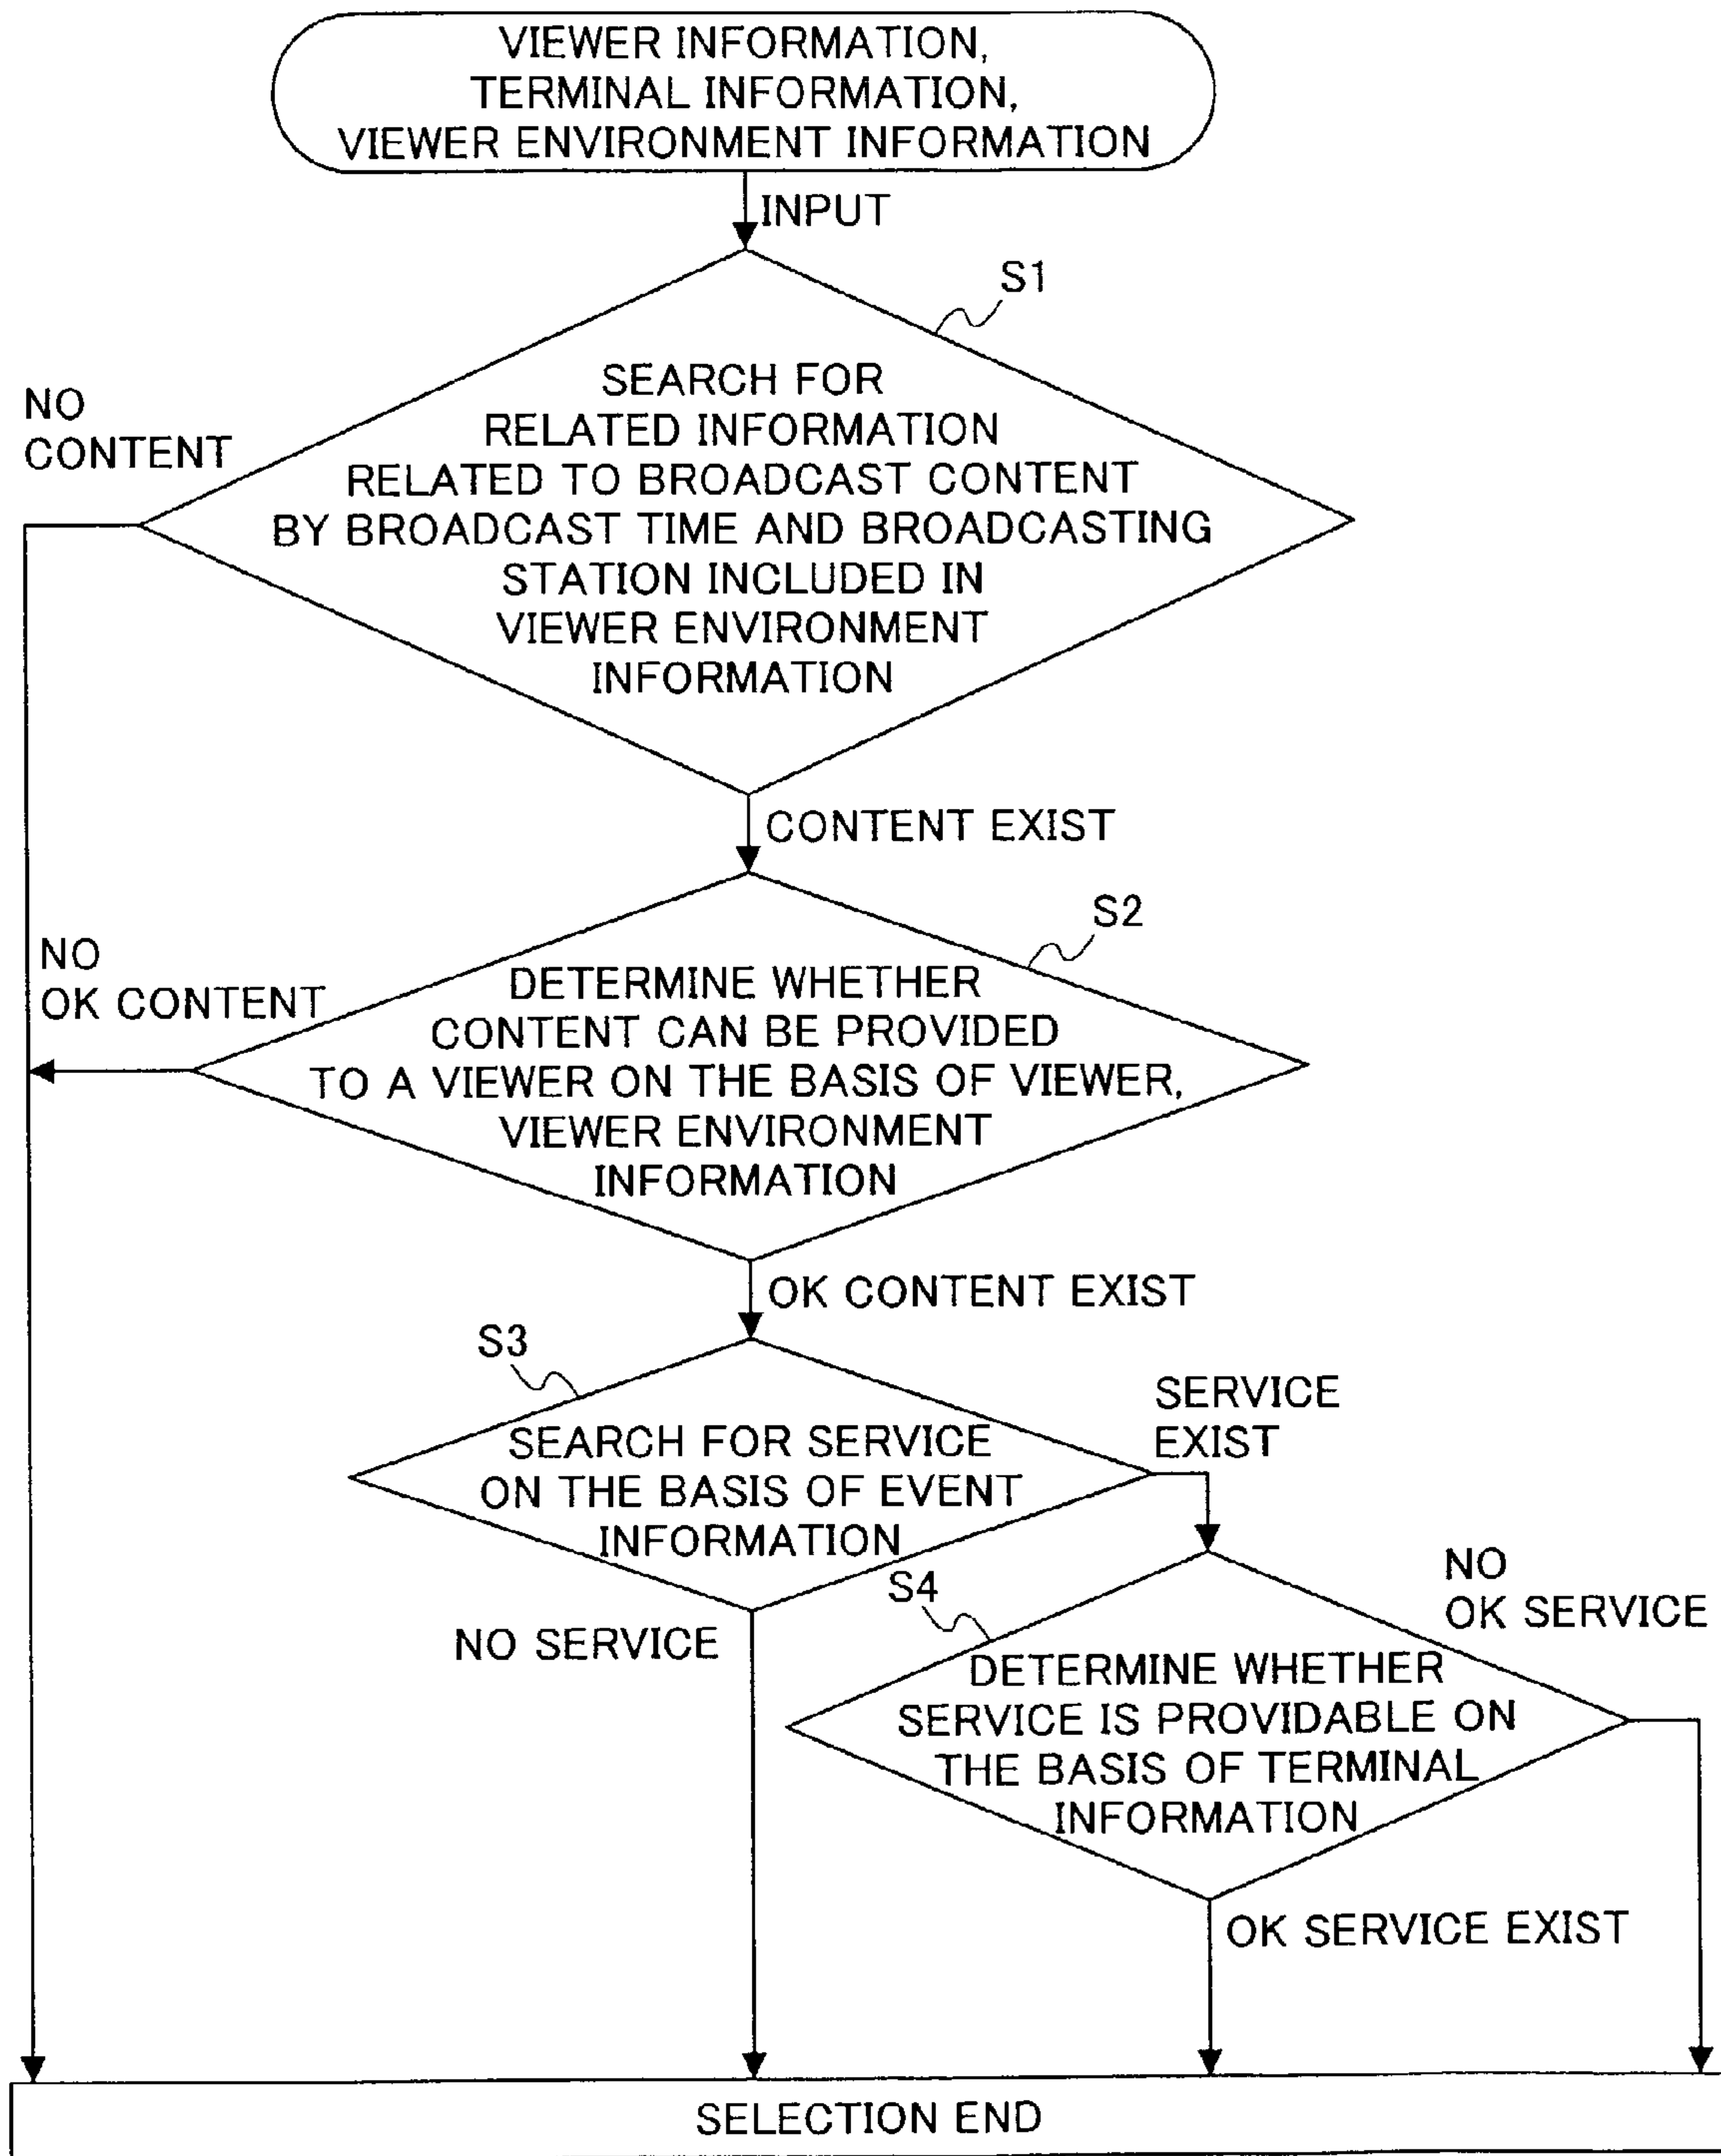 VIEWER INFORMATION,
TERMINAL INFORMATION,
VIEWER ENVIRONMENT INFORMATION
INPUT
S1
SEARCH FOR
RELATED INFORMATION
RELATED TO BROADCAST CONTENT
BY BROADCAST TIME AND BROADCASTING
STATION INCLUDED IN
VIEWER ENVIRONMENT
INFORMATION
NO
CONTENT
CONTENT EXIST
S2
NO
OK CONTENT
DETERMINE WHETHER
CONTENT CAN BE PROVIDED
TO A VIEWER ON THE BASIS OF VIEWER,
VIEWER ENVIRONMENT
INFORMATION
OK CONTENT EXIST
S3
SEARCH FOR SERVICE
ON THE BASIS OF EVENT
INFORMATION
SERVICE
EXIST
NO SERVICE
S4
NO
OK SERVICE
DETERMINE WHETHER
SERVICE IS PROVIDABLE ON
THE BASIS OF TERMINAL
INFORMATION
OK SERVICE EXIST
SELECTION END